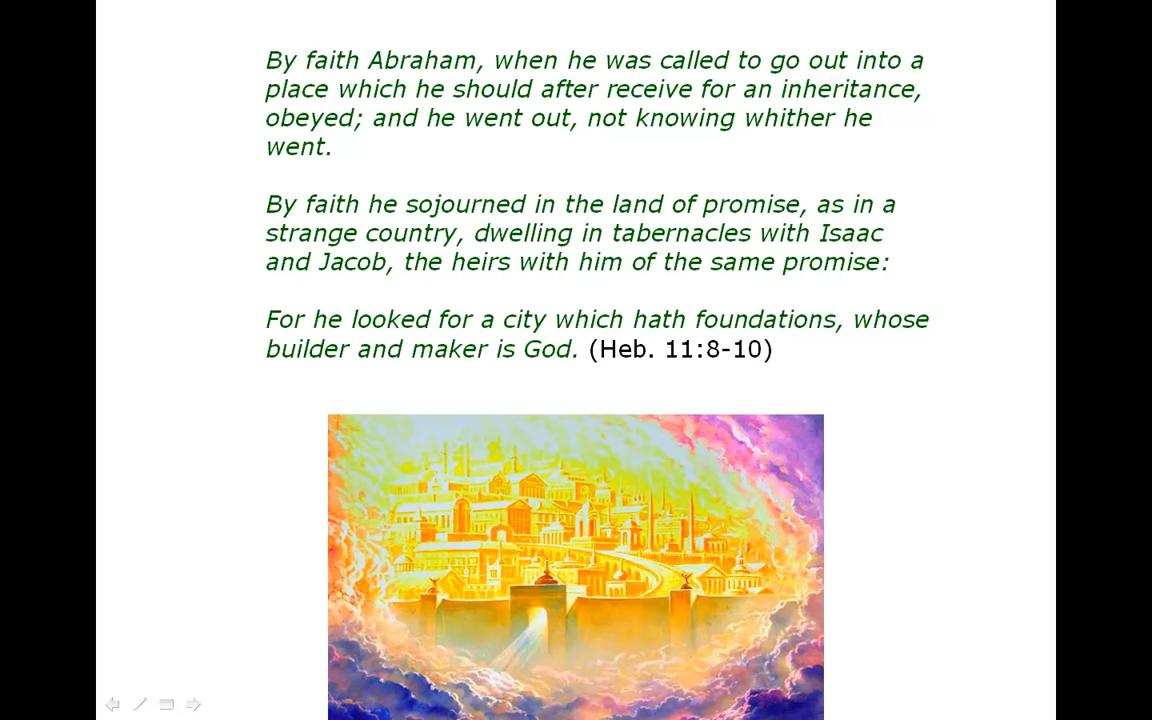 By faith Abraham, when he was called to go out into a
place which he should after receive for an inheritance,
obeyed; and he went out, not knowing whither he
went.
By faith he sojourned in the land of promise, as in a
strange country, dwelling in tabernacles with Isaac
and Jacob, the heirs with him of the same promise:
For he looked for a city which hath foundations, whose
builder and maker is God. (Heb. 11:8-10)